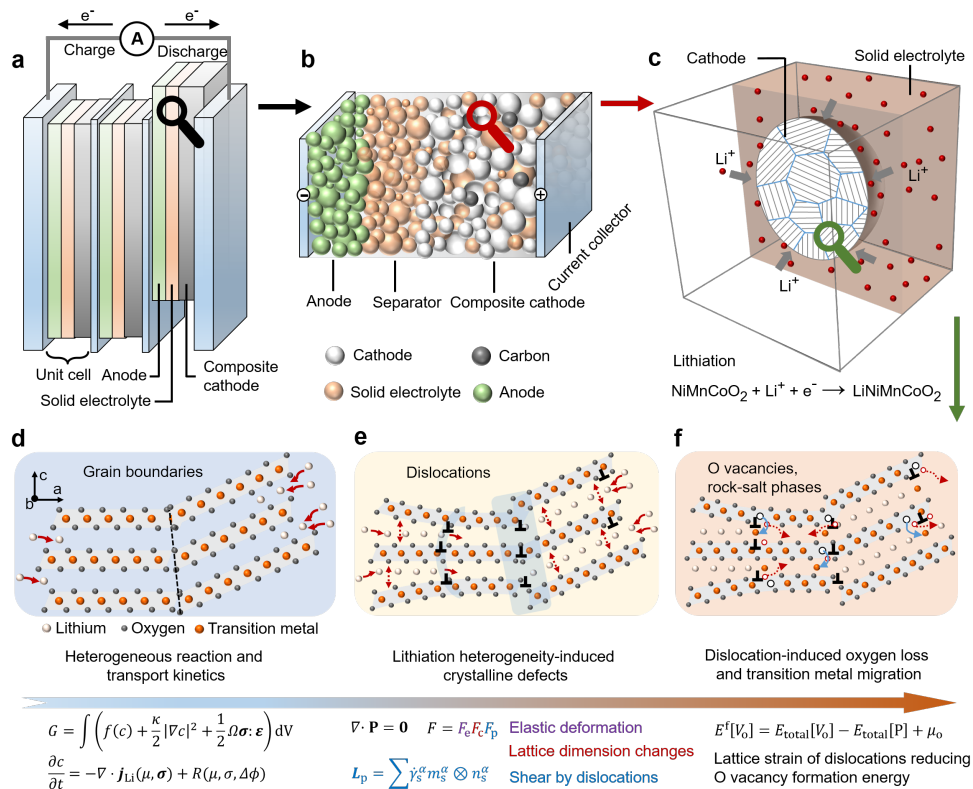 e-
e-
A
Charge
Discharge
a
Unit cell
Anode
Composite
cathode
Solid electrolyte
b
Current collector
Anode
Separator
Composite cathode
Cathode
Carbon
Solid electrolyte
Anode
c
Cathode
Solid electrolyte
Li+
Li+
Li+
Lithiation
NiMnCoO2 + Li+ + e- → LiNiMnCoO2
d
Grain boundaries
c
a
b
Lithium
Oxygen
Transition metal
e
Dislocations
f
O vacancies,
rock-salt phases
Heterogeneous reaction and
transport kinetics
Lithiation heterogeneity-induced
crystalline defects
Dislocation-induced oxygen loss
and transition metal migration
G = ∫(f(c) + κ/2 |∇c|² + 1/2 Ωσ: ε) dV
∂c/∂t = −∇ · jLi(μ, σ) + R(μ, σ, Δϕ)
∇ · P = 0 F = FeFcFp Elastic deformation
Lattice dimension changes
Lp = ∑ γ̇sα msα ⊗ nsα Shear by dislocations
Ef[Vo] = Etotal[Vo] − Etotal[P] + μo
Lattice strain of dislocations reducing
O vacancy formation energy